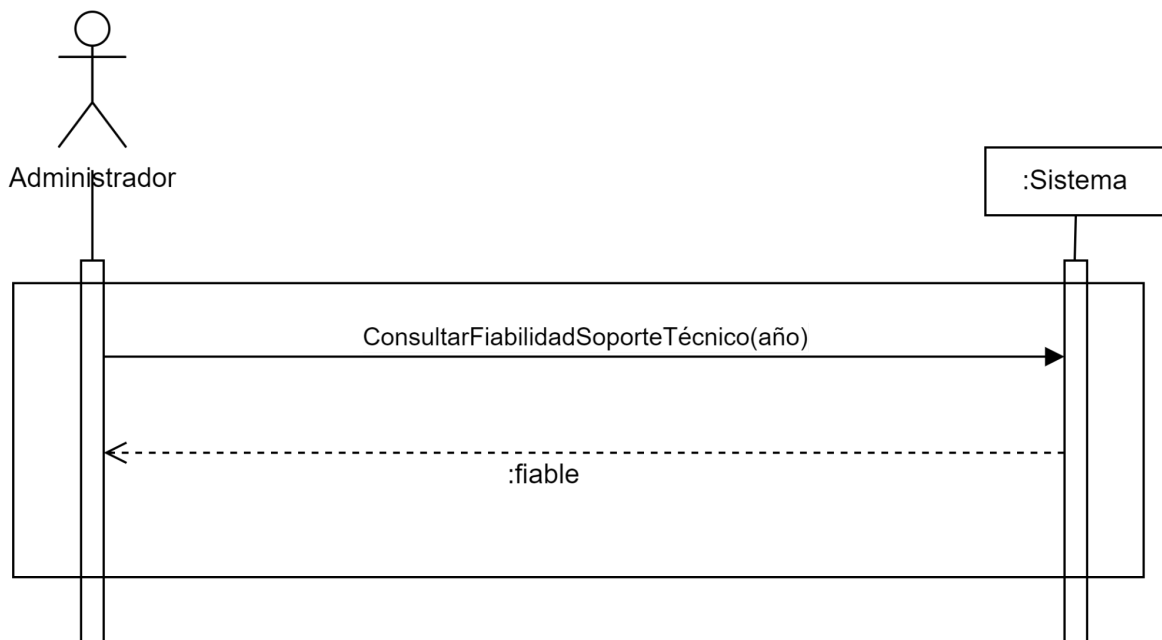 Administrador
:Sistema
ConsultarFiabilidadSoporteTécnico(año)
:fiable